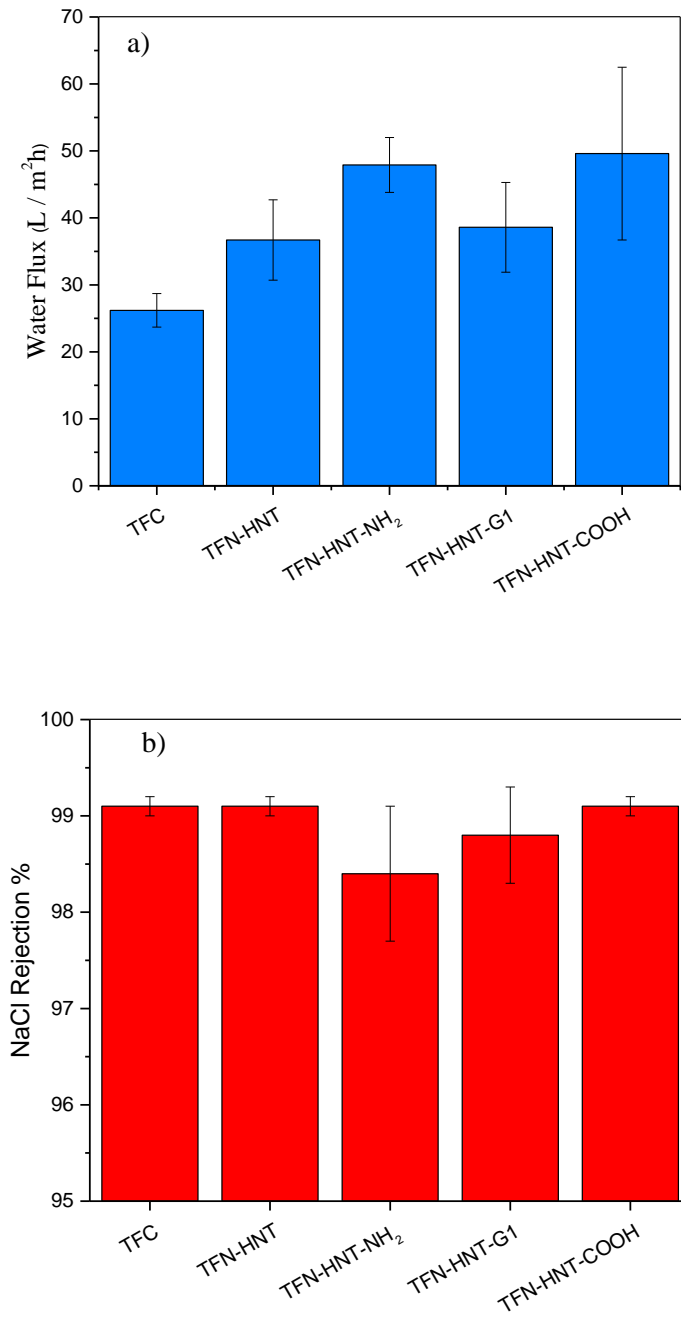 a)
Water Flux (L / m²h)
70
60
50
40
30
20
10
0
TFC
TFN-HNT
TFN-HNT-NH₂
TFN-HNT-G1
TFN-HNT-COOH
b)
NaCl Rejection %
100
99
98
97
96
95
TFC
TFN-HNT
TFN-HNT-NH₂
TFN-HNT-G1
TFN-HNT-COOH